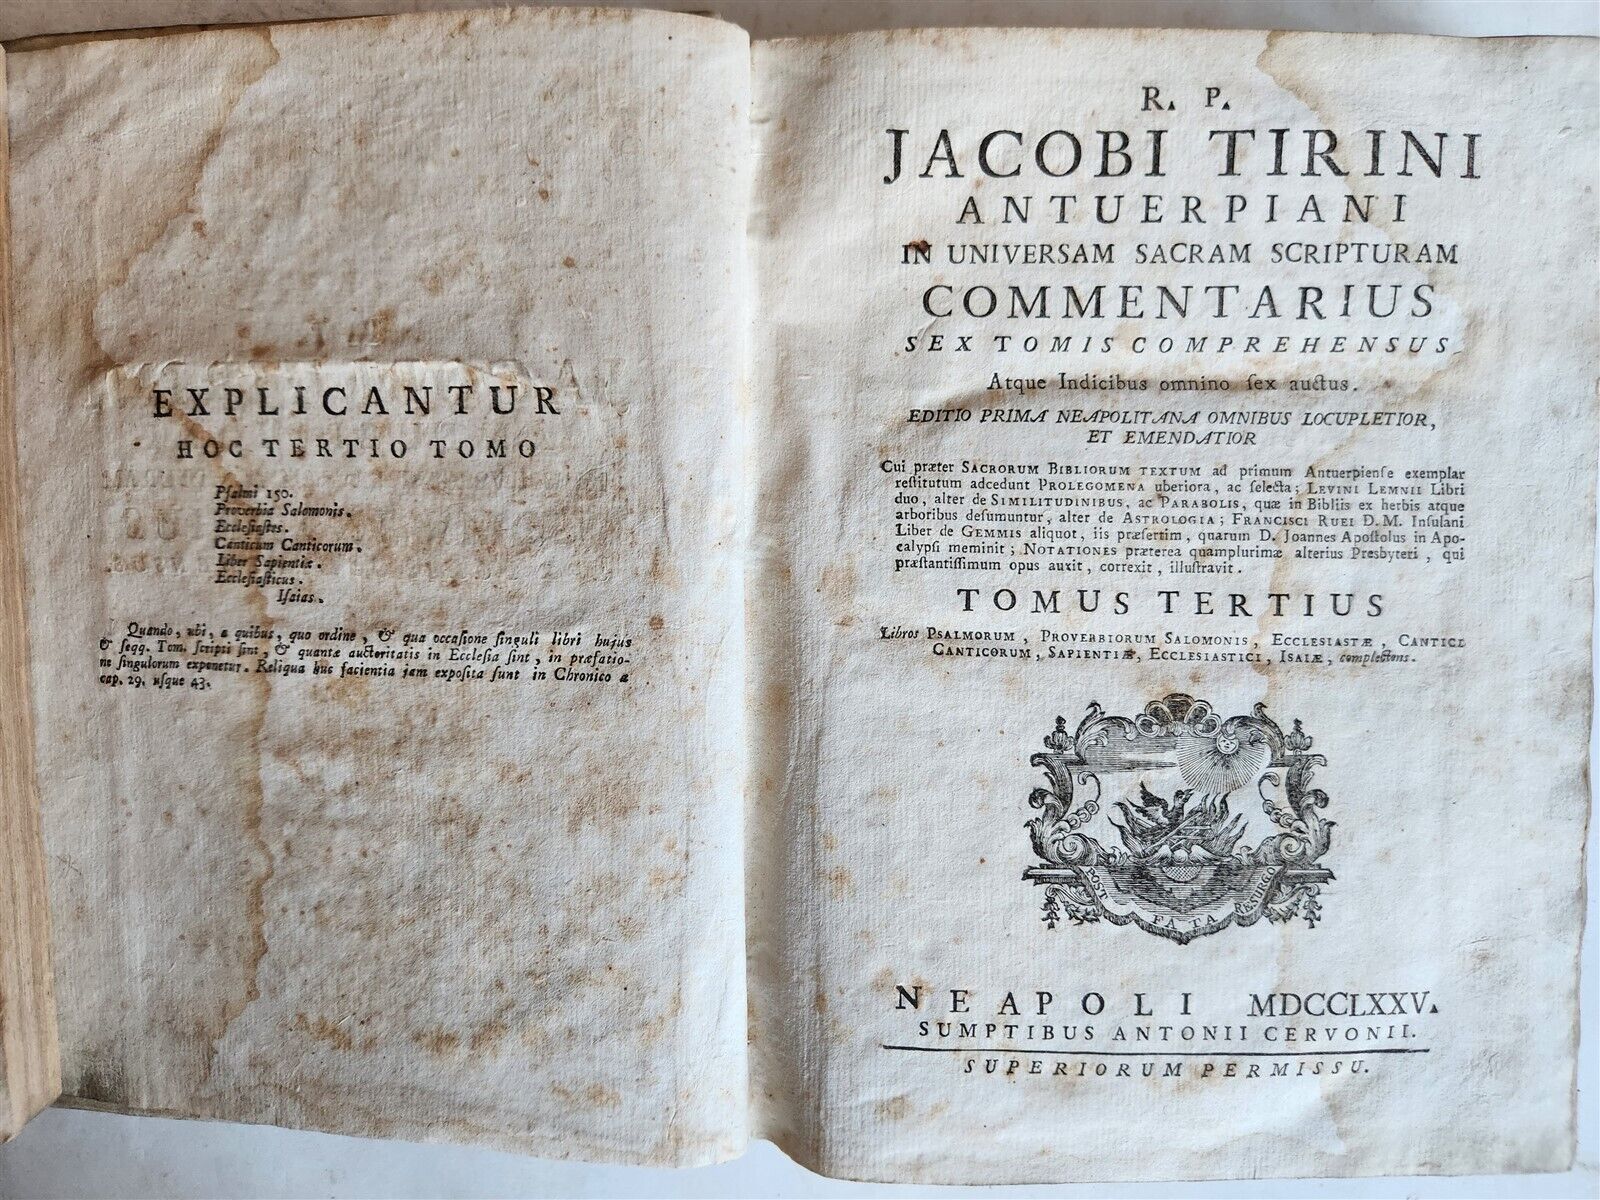 EXPLICANTUR
HOC TERTIO TOMO
Psalmi 150.
Proverbia Salomonis.
Ecclesiastes.
Canticum Canticorum.
Liber Sapientiæ.
Ecclesiasticus.
Isaias.
Quando, ubi, a quibus, quo ordine, & qua occasione singuli libri hujus
& seqq. Tom. scripti sint, & quantæ auctoritatis in Ecclesia sint, in præfatio-
ne singulorum exponetur. Reliqua huc facientia jam exposita sunt in Chronico a
cap. 29. usque 43.
R. P.
JACOBI TIRINI
ANTUERPIANI
IN UNIVERSAM SACRAM SCRIPTURAM
COMMENTARIUS
SEX TOMIS COMPREHENSUS
Atque Indicibus omnino sex auctus.
EDITIO PRIMA NEAPOLITANA OMNIBUS LOCUPLETIOR,
ET EMENDATIOR
Cui præter SACRORUM BIBLIORUM TEXTUM ad primum Antuerpiense exemplar
restitutum adcedunt PROLEGOMENA uberiora, ac selecta; LEVINI LEMNII Libri
duo, alter de SIMILITUDINIBUS, ac PARABOLIS, quæ in Bibliis ex herbis atque
arboribus desumuntur, alter de ASTROLOGIA; FRANCISCI RUEI D.M. Insulani
Liber de GEMMIS aliquot, iis præsertim, quarum D. Joannes Apostolus in Apo-
calypsi meminit; NOTATIONES præterea quamplurimæ alterius Presbyteri, qui
præstantissimum opus auxit, correxit, illustravit.
TOMUS TERTIUS
Libros PSALMORUM, PROVERBIORUM SALOMONIS, ECCLESIASTÆ, CANTICI
CANTICORUM, SAPIENTIÆ, ECCLESIASTICI, ISAIÆ, complectens.
POST FATA RESURGO
NEAPOLI MDCCLXXV.
SUMPTIBUS ANTONII CERVONII.
SUPERIORUM PERMISSU.